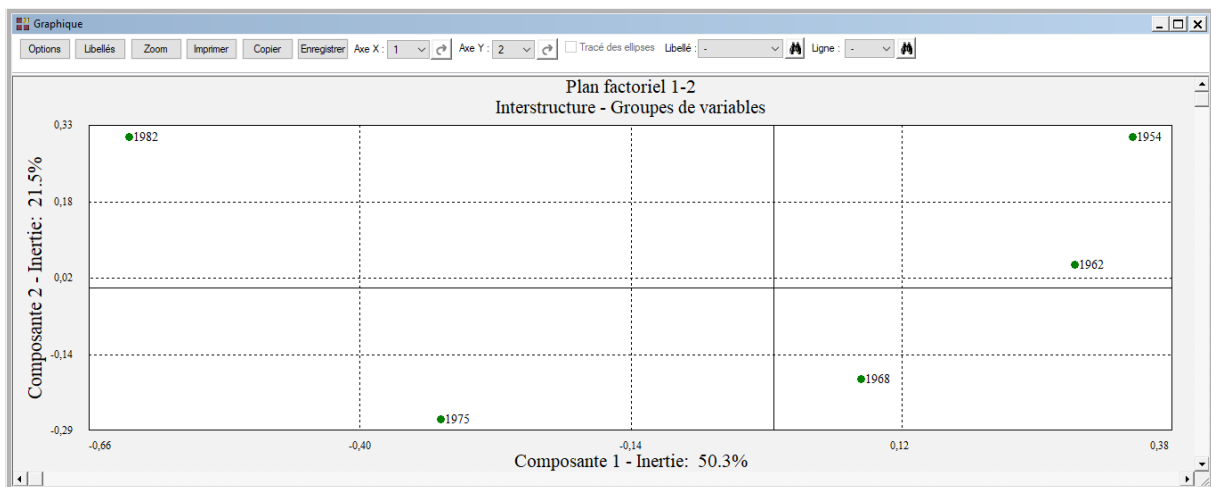 Graphique
Options Libellés Zoom Imprimer Copier Enregistrer Axe X : 1 Axe Y : 2 Tracé des ellipses Libellé : - Ligne : -
Plan factoriel 1-2
Interstructure - Groupes de variables
Composante 2 - Inertie: 21.5%
0,33
1982
1954
0,18
1962
0,02
-0,14
1968
1975
-0,29
-0,66 -0,40 -0,14 0,12 0,38
Composante 1 - Inertie: 50.3%